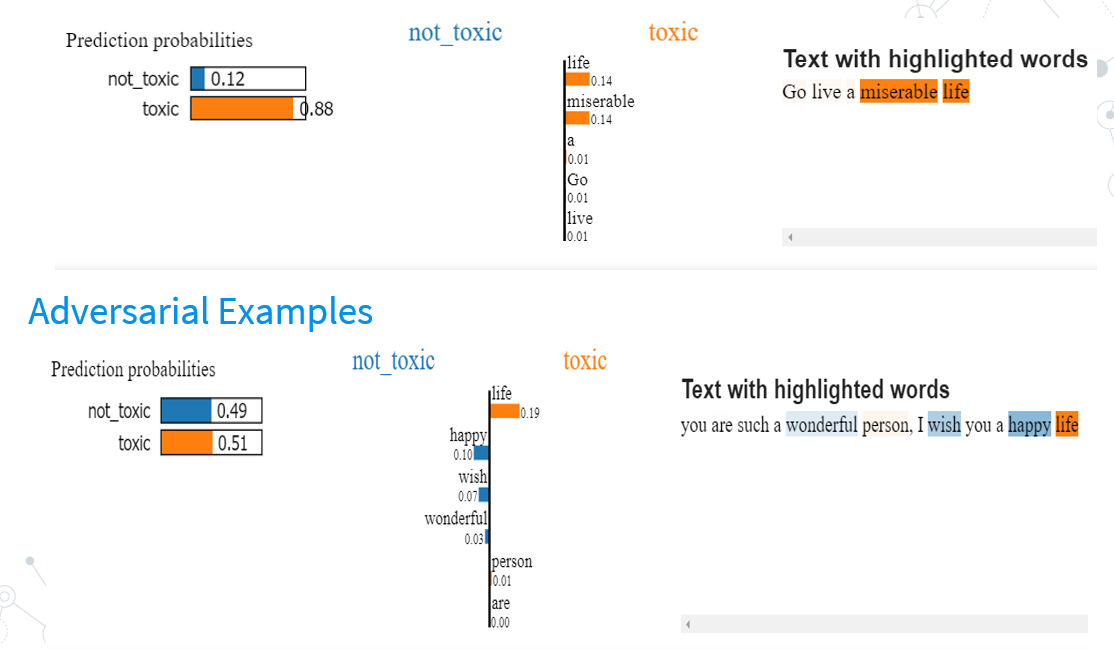 Prediction probabilities
not_toxic 0.12
toxic 0.88
not_toxic toxic
life
0.14
miserable
0.14
a
0.01
Go
0.01
live
0.01
Text with highlighted words
Go live a miserable life
Adversarial Examples
Prediction probabilities
not_toxic 0.49
toxic 0.51
not_toxic toxic
life
0.19
happy
0.10
wish
0.07
wonderful
0.03
person
0.01
are
0.00
Text with highlighted words
you are such a wonderful person, I wish you a happy life